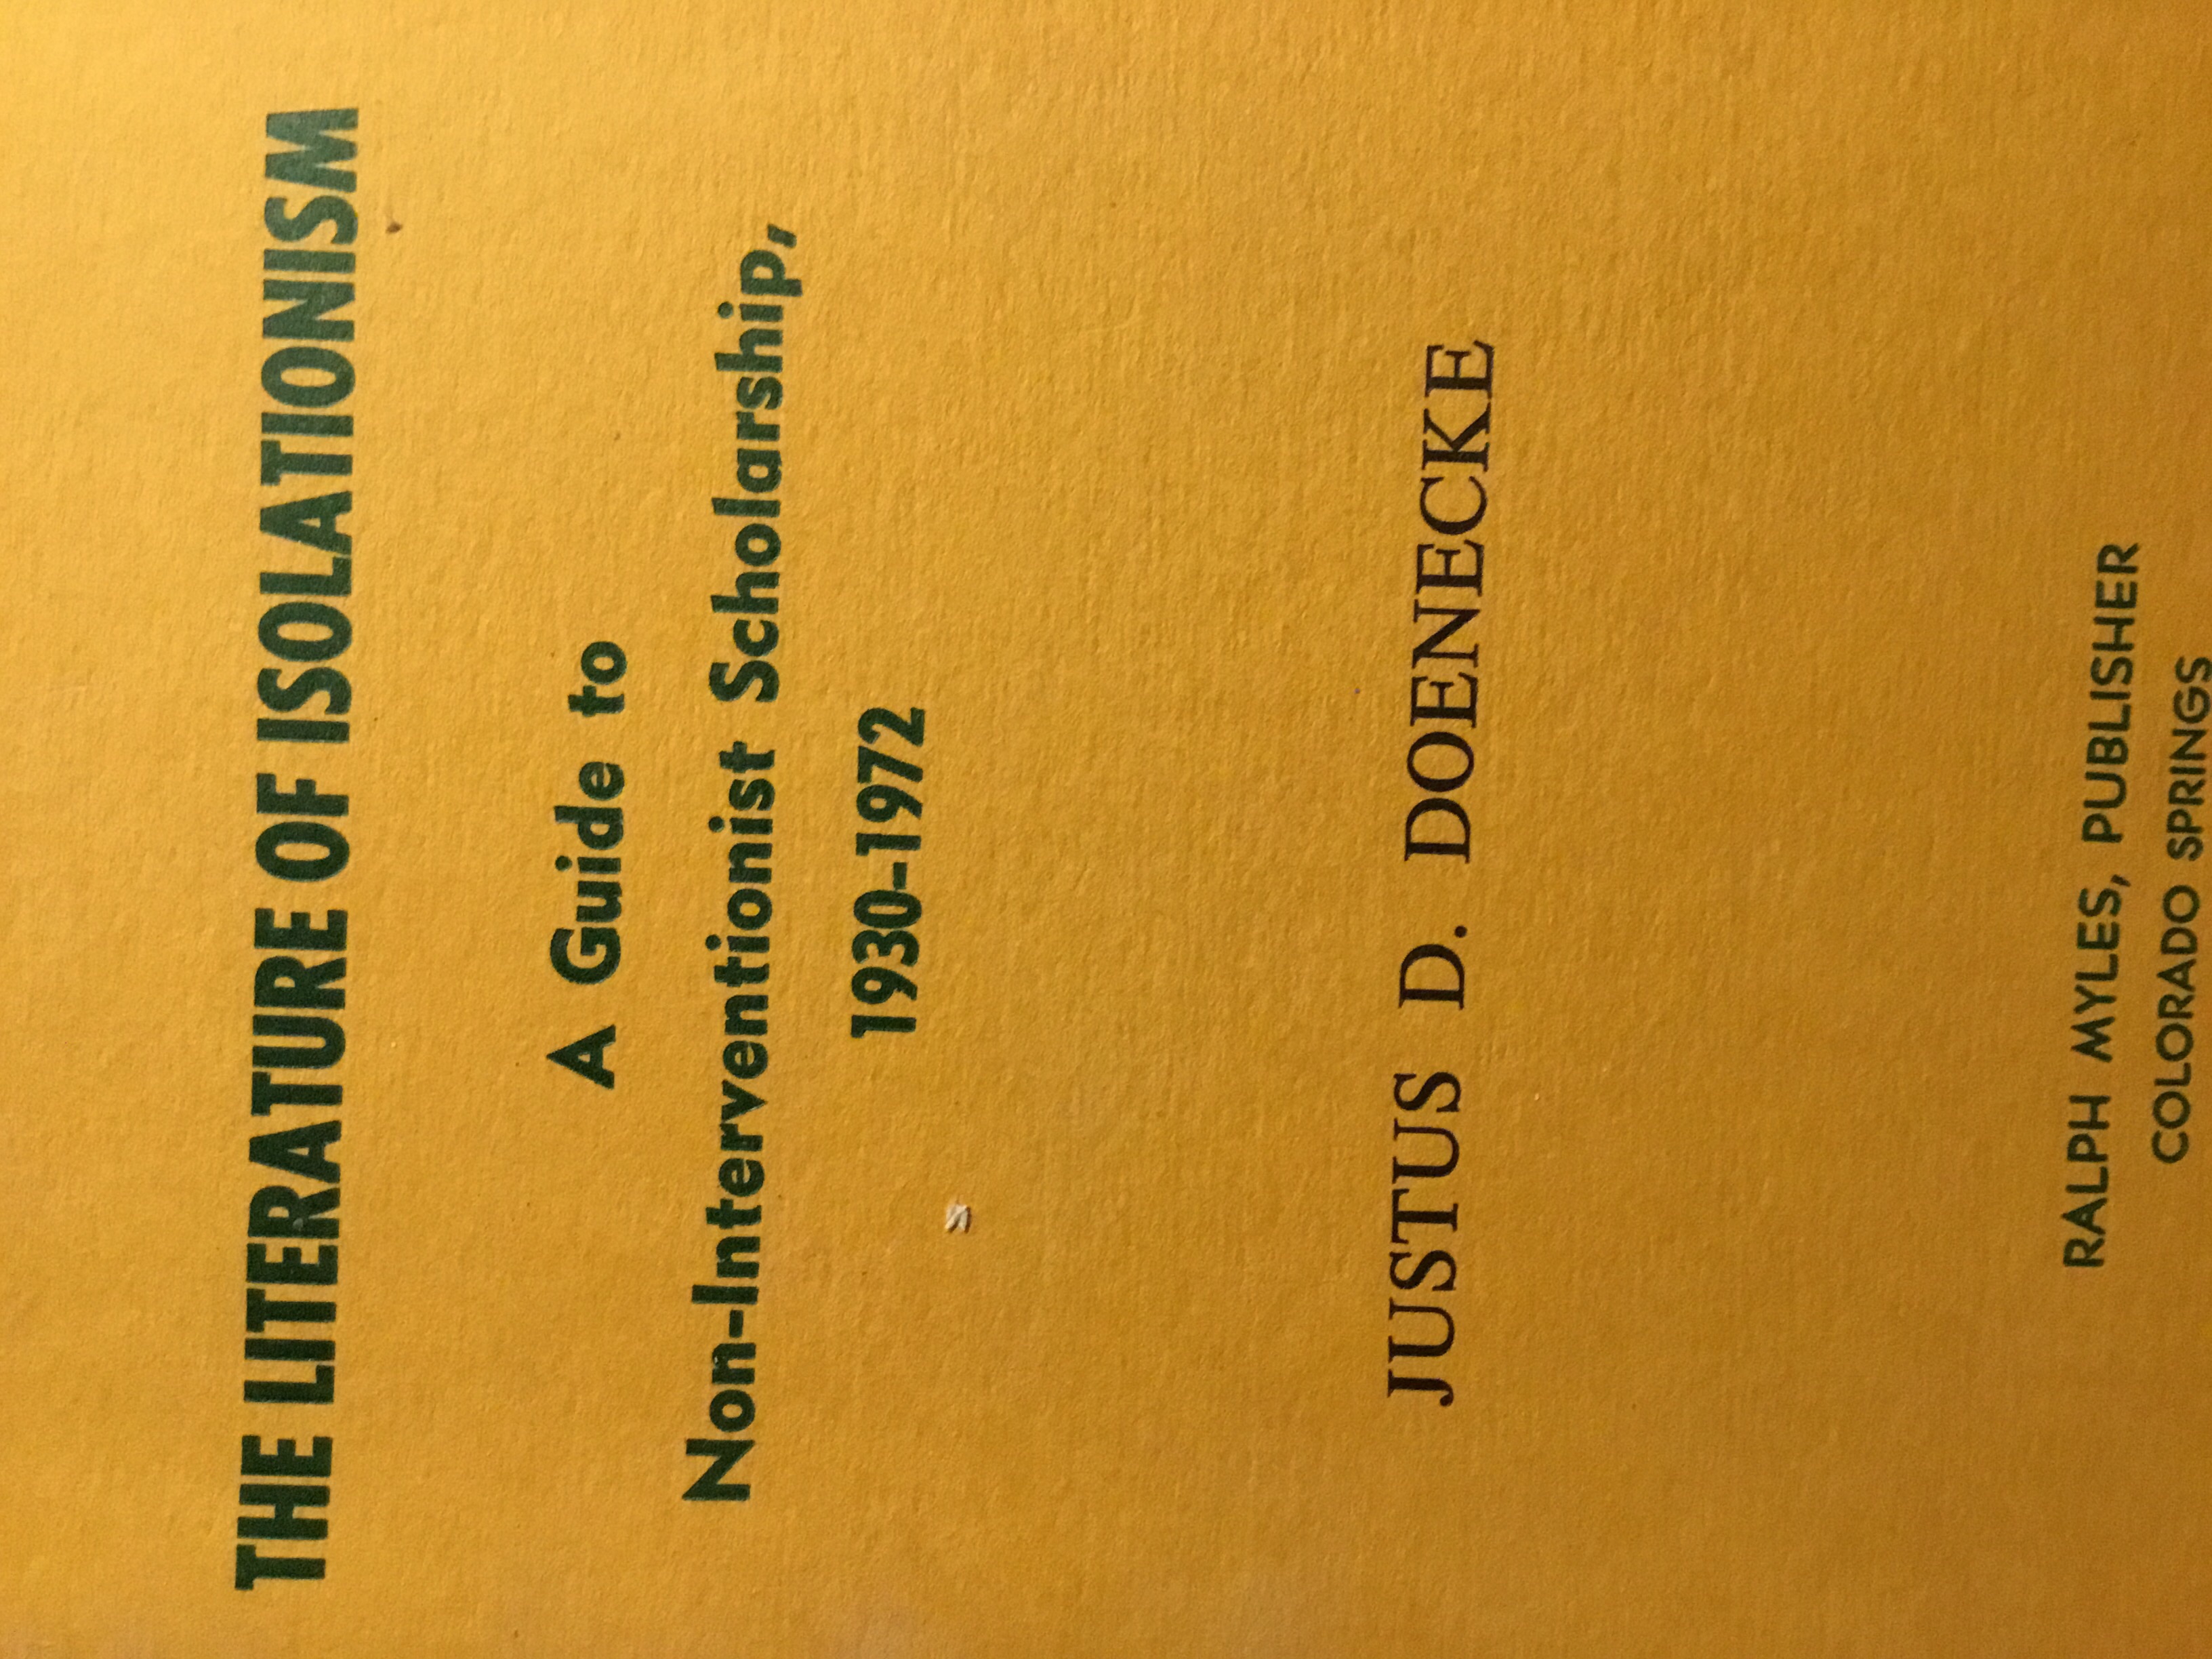 THE LITERATURE OF ISOLATIONISM
A Guide to
Non-Interventionist Scholarship,
1930-1972
JUSTUS D. DOENECKE
RALPH MYLES, PUBLISHER
COLORADO SPRINGS